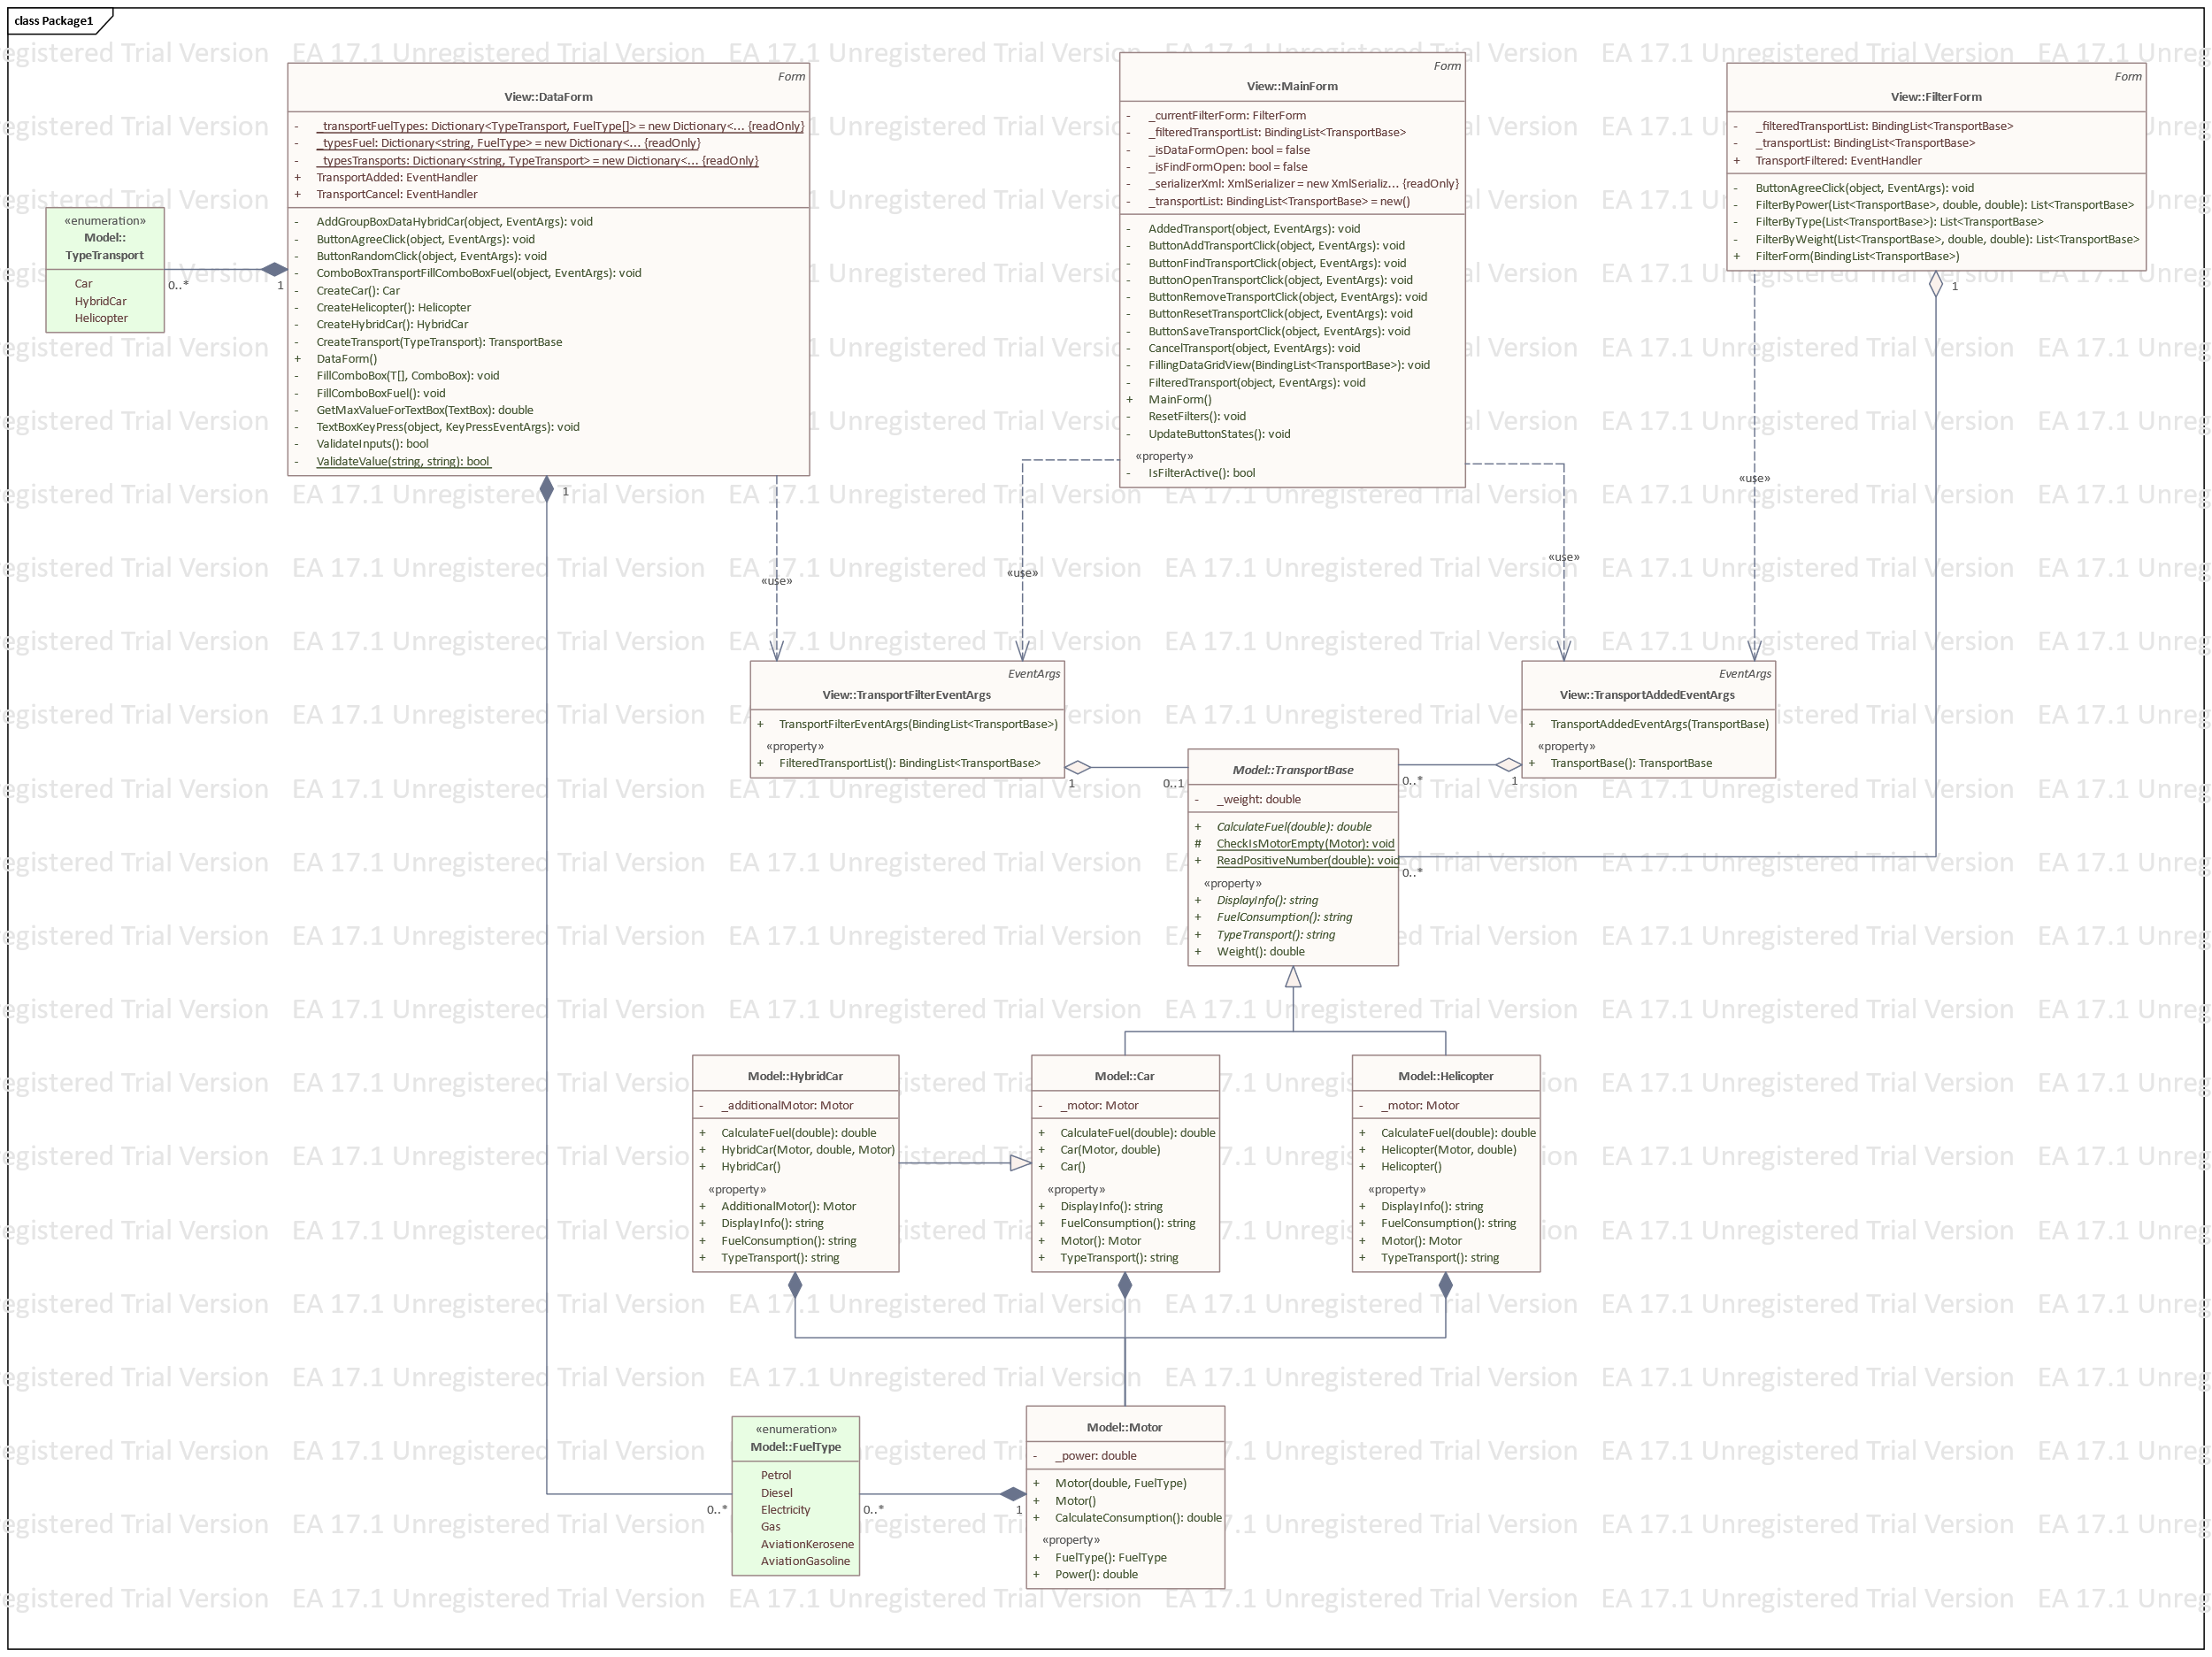 class Package1
Form
View::DataForm
- _transportFuelTypes: Dictionary<TypeTransport, FuelType[]> = new Dictionary<... {readOnly}
- _typesFuel: Dictionary<string, FuelType> = new Dictionary<... {readOnly}
- _typesTransports: Dictionary<string, TypeTransport> = new Dictionary<... {readOnly}
+ TransportAdded: EventHandler
+ TransportCancel: EventHandler
- AddGroupBoxDataHybridCar(object, EventArgs): void
- ButtonAgreeClick(object, EventArgs): void
- ButtonRandomClick(object, EventArgs): void
- ComboBoxTransportFillComboBoxFuel(object, EventArgs): void
- CreateCar(): Car
- CreateHelicopter(): Helicopter
- CreateHybridCar(): HybridCar
- CreateTransport(TypeTransport): TransportBase
+ DataForm()
- FillComboBox(T[], ComboBox): void
- FillComboBoxFuel(): void
- GetMaxValueForTextBox(TextBox): double
- TextBoxKeyPress(object, KeyPressEventArgs): void
- ValidateInputs(): bool
- ValidateValue(string, string): bool
Form
View::MainForm
- _currentFilterForm: FilterForm
- _filteredTransportList: BindingList<TransportBase>
- _isDataFormOpen: bool = false
- _isFindFormOpen: bool = false
- _serializerXml: XmlSerializer = new XmlSerializ... {readOnly}
- _transportList: BindingList<TransportBase> = new()
- AddedTransport(object, EventArgs): void
- ButtonAddTransportClick(object, EventArgs): void
- ButtonFindTransportClick(object, EventArgs): void
- ButtonOpenTransportClick(object, EventArgs): void
- ButtonRemoveTransportClick(object, EventArgs): void
- ButtonResetTransportClick(object, EventArgs): void
- ButtonSaveTransportClick(object, EventArgs): void
- CancelTransport(object, EventArgs): void
- FillingDataGridView(BindingList<TransportBase>): void
- FilteredTransport(object, EventArgs): void
+ MainForm()
- ResetFilters(): void
- UpdateButtonStates(): void
«property»
- IsFilterActive(): bool
Form
View::FilterForm
- _filteredTransportList: BindingList<TransportBase>
- _transportList: BindingList<TransportBase>
+ TransportFiltered: EventHandler
- ButtonAgreeClick(object, EventArgs): void
- FilterByPower(List<TransportBase>, double, double): List<TransportBase>
- FilterByType(List<TransportBase>): List<TransportBase>
- FilterByWeight(List<TransportBase>, double, double): List<TransportBase>
+ FilterForm(BindingList<TransportBase>)
«enumeration»
Model::
TypeTransport
Car
HybridCar
Helicopter
0..*
1
1
1
«use»
«use»
«use»
«use»
EventArgs
View::TransportFilterEventArgs
+ TransportFilterEventArgs(BindingList<TransportBase>)
«property»
+ FilteredTransportList(): BindingList<TransportBase>
EventArgs
View::TransportAddedEventArgs
+ TransportAddedEventArgs(TransportBase)
«property»
+ TransportBase(): TransportBase
1
0..1
0..*
1
0..*
Model::TransportBase
- _weight: double
+ CalculateFuel(double): double
# CheckIsMotorEmpty(Motor): void
+ ReadPositiveNumber(double): void
«property»
+ DisplayInfo(): string
+ FuelConsumption(): string
+ TypeTransport(): string
+ Weight(): double
Model::HybridCar
- _additionalMotor: Motor
+ CalculateFuel(double): double
+ HybridCar(Motor, double, Motor)
+ HybridCar()
«property»
+ AdditionalMotor(): Motor
+ DisplayInfo(): string
+ FuelConsumption(): string
+ TypeTransport(): string
Model::Car
- _motor: Motor
+ CalculateFuel(double): double
+ Car(Motor, double)
+ Car()
«property»
+ DisplayInfo(): string
+ FuelConsumption(): string
+ Motor(): Motor
+ TypeTransport(): string
Model::Helicopter
- _motor: Motor
+ CalculateFuel(double): double
+ Helicopter(Motor, double)
+ Helicopter()
«property»
+ DisplayInfo(): string
+ FuelConsumption(): string
+ Motor(): Motor
+ TypeTransport(): string
«enumeration»
Model::FuelType
Petrol
Diesel
Electricity
Gas
AviationKerosene
AviationGasoline
0..*
0..*
1
Model::Motor
- _power: double
+ Motor(double, FuelType)
+ Motor()
+ CalculateConsumption(): double
«property»
+ FuelType(): FuelType
+ Power(): double
EA 17.1 Unregistered Trial Version